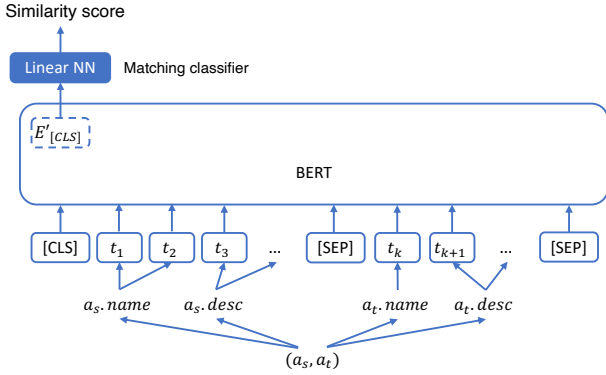 Similarity score
Linear NN Matching classifier
E'[CLS]
BERT
[CLS] t₁ t₂ t₃ ... [SEP] tₖ tₖ₊₁ ... [SEP]
aₛ.name aₛ.desc aₜ.name aₜ.desc
(aₛ, aₜ)